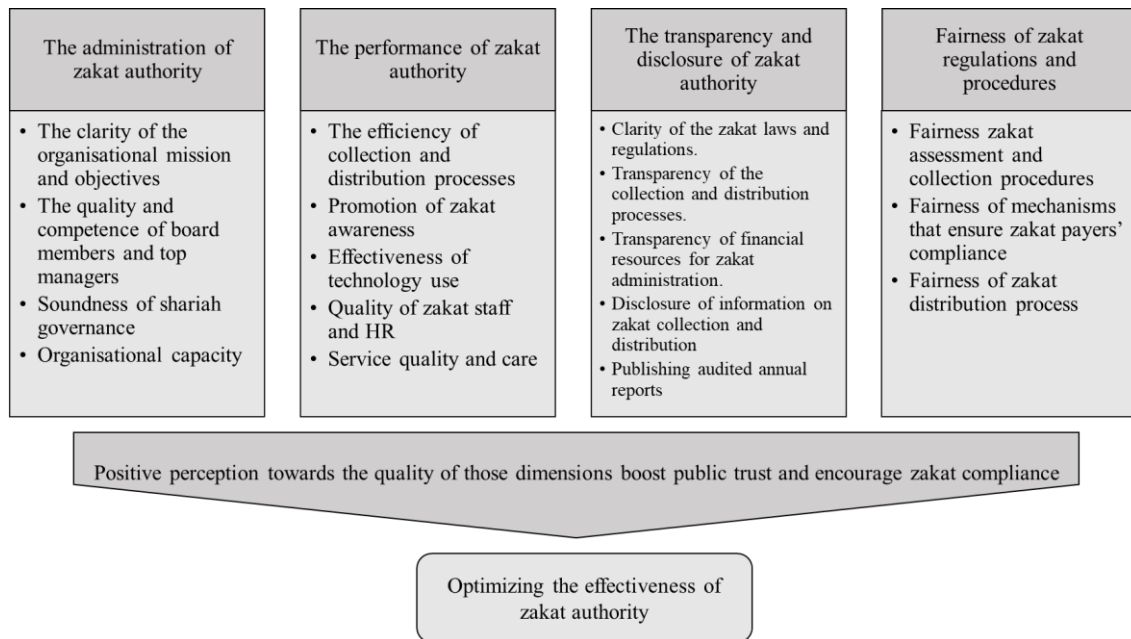 The administration of
zakat authority
• The clarity of the
organisational mission
and objectives
• The quality and
competence of board
members and top
managers
• Soundness of shariah
governance
• Organisational capacity
The performance of zakat
authority
• The efficiency of
collection and
distribution processes
• Promotion of zakat
awareness
• Effectiveness of
technology use
• Quality of zakat staff
and HR
• Service quality and care
The transparency and
disclosure of zakat
authority
• Clarity of the zakat laws and
regulations.
• Transparency of the
collection and distribution
processes.
• Transparency of financial
resources for zakat
administration.
• Disclosure of information on
zakat collection and
distribution
• Publishing audited annual
reports
Fairness of zakat
regulations and
procedures
• Fairness zakat
assessment and
collection procedures
• Fairness of mechanisms
that ensure zakat payers’
compliance
• Fairness of zakat
distribution process
Positive perception towards the quality of those dimensions boost public trust and encourage zakat compliance
Optimizing the effectiveness of
zakat authority